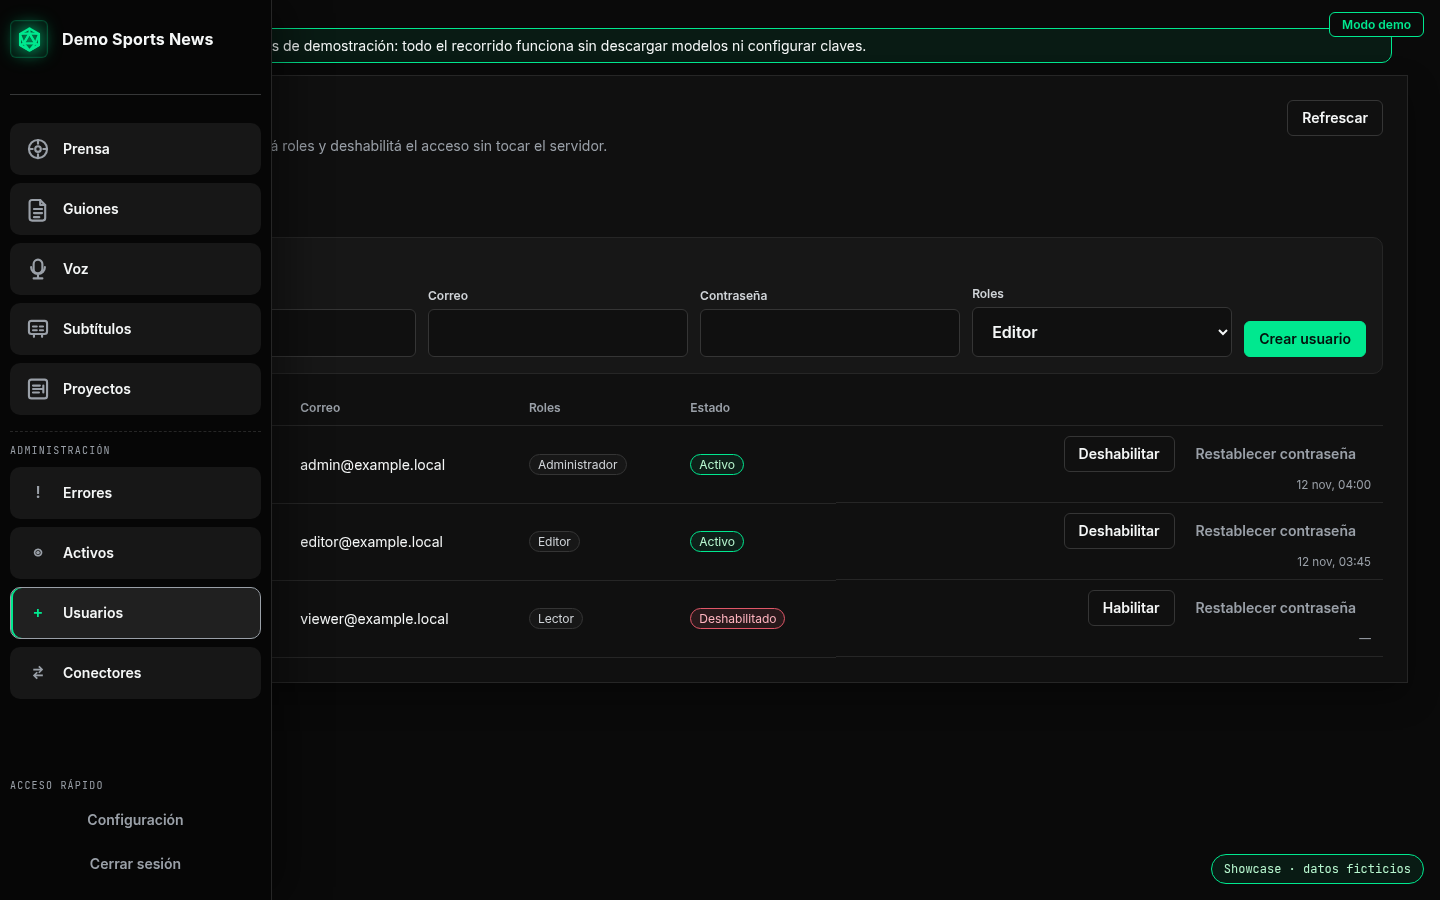 Demo Sports News
Prensa
Guiones
Voz
Subtítulos
Proyectos
ADMINISTRACIÓN
! Errores
Activos
+ Usuarios
Conectores
ACCESO RÁPIDO
Configuración
Cerrar sesión
Modo demo
de demostración: todo el recorrido funciona sin descargar modelos ni configurar claves.
Refrescar
roles y deshabilitá el acceso sin tocar el servidor.
Correo
Contraseña
Roles
Editor
Crear usuario
Correo Roles Estado
admin@example.local Administrador Activo Deshabilitar Restablecer contraseña
12 nov, 04:00
editor@example.local Editor Activo Deshabilitar Restablecer contraseña
12 nov, 03:45
viewer@example.local Lector Deshabilitado Habilitar Restablecer contraseña
—
Showcase · datos ficticios